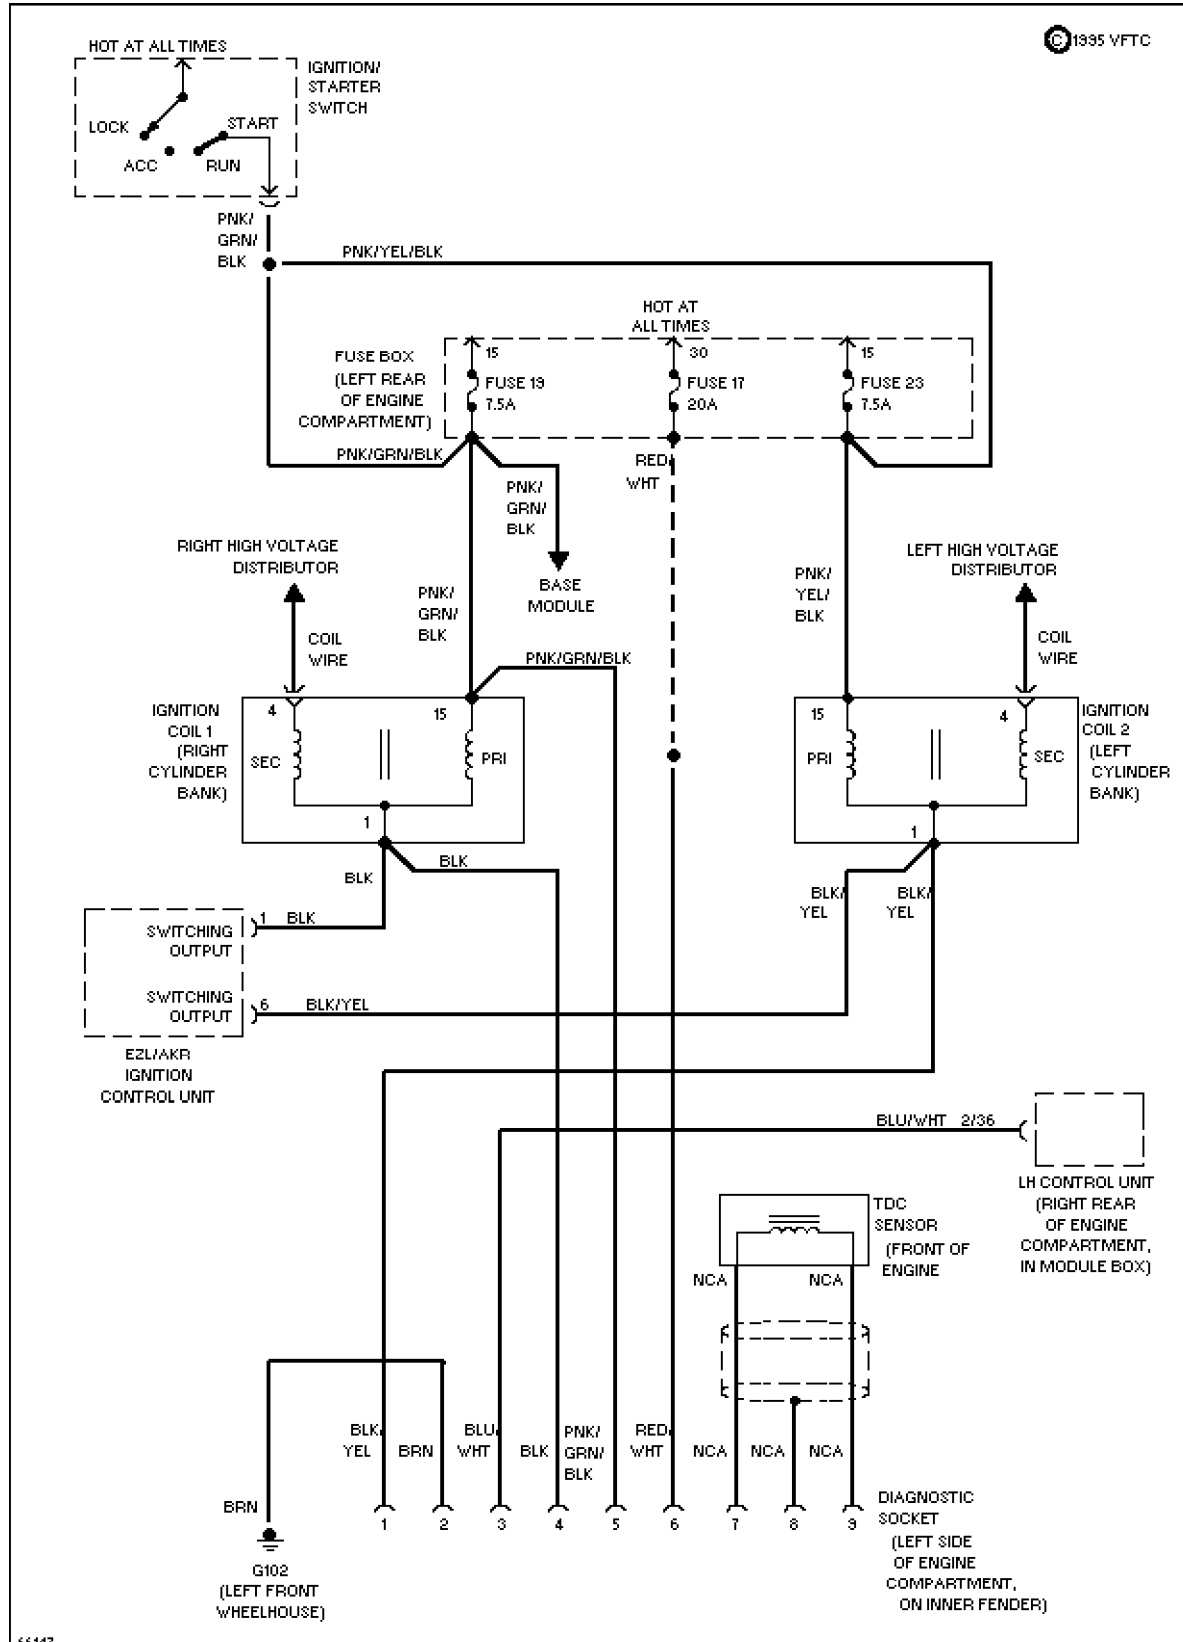 HOT AT ALL TIMES
© 1995 VFTC
IGNITION/
STARTER
SWITCH
LOCK
START
ACC
RUN
PNK/
GRN/
BLK
PNK/YEL/BLK
HOT AT
ALL TIMES
FUSE BOX
(LEFT REAR
OF ENGINE
COMPARTMENT)
15
FUSE 19
7.5A
30
FUSE 17
20A
15
FUSE 23
7.5A
PNK/GRN/BLK
RED/
WHT
PNK/
GRN/
BLK
BASE
MODULE
RIGHT HIGH VOLTAGE
DISTRIBUTOR
LEFT HIGH VOLTAGE
DISTRIBUTOR
PNK/
GRN/
BLK
PNK/
YEL/
BLK
COIL
WIRE
COIL
WIRE
PNK/GRN/BLK
IGNITION
COIL 1
(RIGHT
CYLINDER
BANK)
4
15
SEC
PRI
1
15
4
PRI
SEC
1
IGNITION
COIL 2
(LEFT
CYLINDER
BANK)
BLK
BLK
BLK/
YEL
BLK/
YEL
SWITCHING
OUTPUT
1
BLK
SWITCHING
OUTPUT
6
BLK/YEL
EZL/AKR
IGNITION
CONTROL UNIT
BLU/WHT 2/36
LH CONTROL UNIT
(RIGHT REAR
OF ENGINE
COMPARTMENT,
IN MODULE BOX)
TDC
SENSOR
(FRONT OF
ENGINE
NCA
NCA
BLK/
YEL
BRN
BLU/
WHT
BLK
PNK/
GRN/
BLK
RED/
WHT
NCA
NCA
NCA
BRN
1
2
3
4
5
6
7
8
9
DIAGNOSTIC
SOCKET
(LEFT SIDE
OF ENGINE
COMPARTMENT,
ON INNER FENDER)
G102
(LEFT FRONT
WHEELHOUSE)